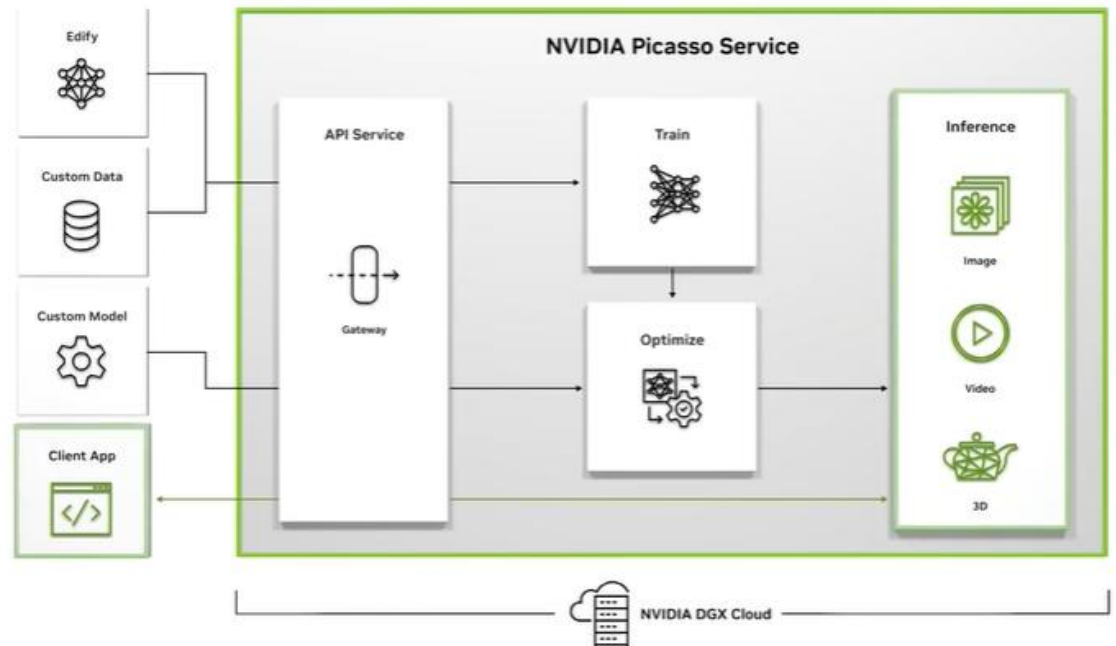 Edify
Custom Data
Custom Model
Client App
</>
NVIDIA Picasso Service
API Service
Gateway
Train
Optimize
Inference
Image
Video
3D
NVIDIA DGX Cloud